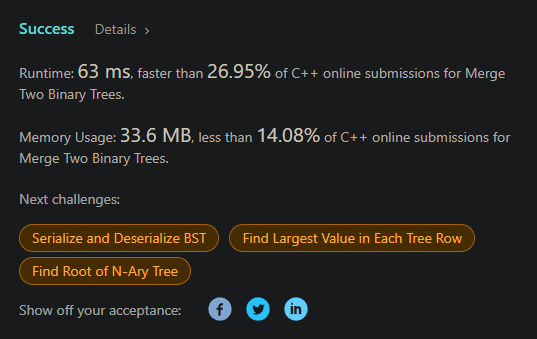 Success Details >
Runtime: 63 ms, faster than 26.95% of C++ online submissions for Merge
Two Binary Trees.
Memory Usage: 33.6 MB, less than 14.08% of C++ online submissions for
Merge Two Binary Trees.
Next challenges:
Serialize and Deserialize BST Find Largest Value in Each Tree Row
Find Root of N-Ary Tree
Show off your acceptance: